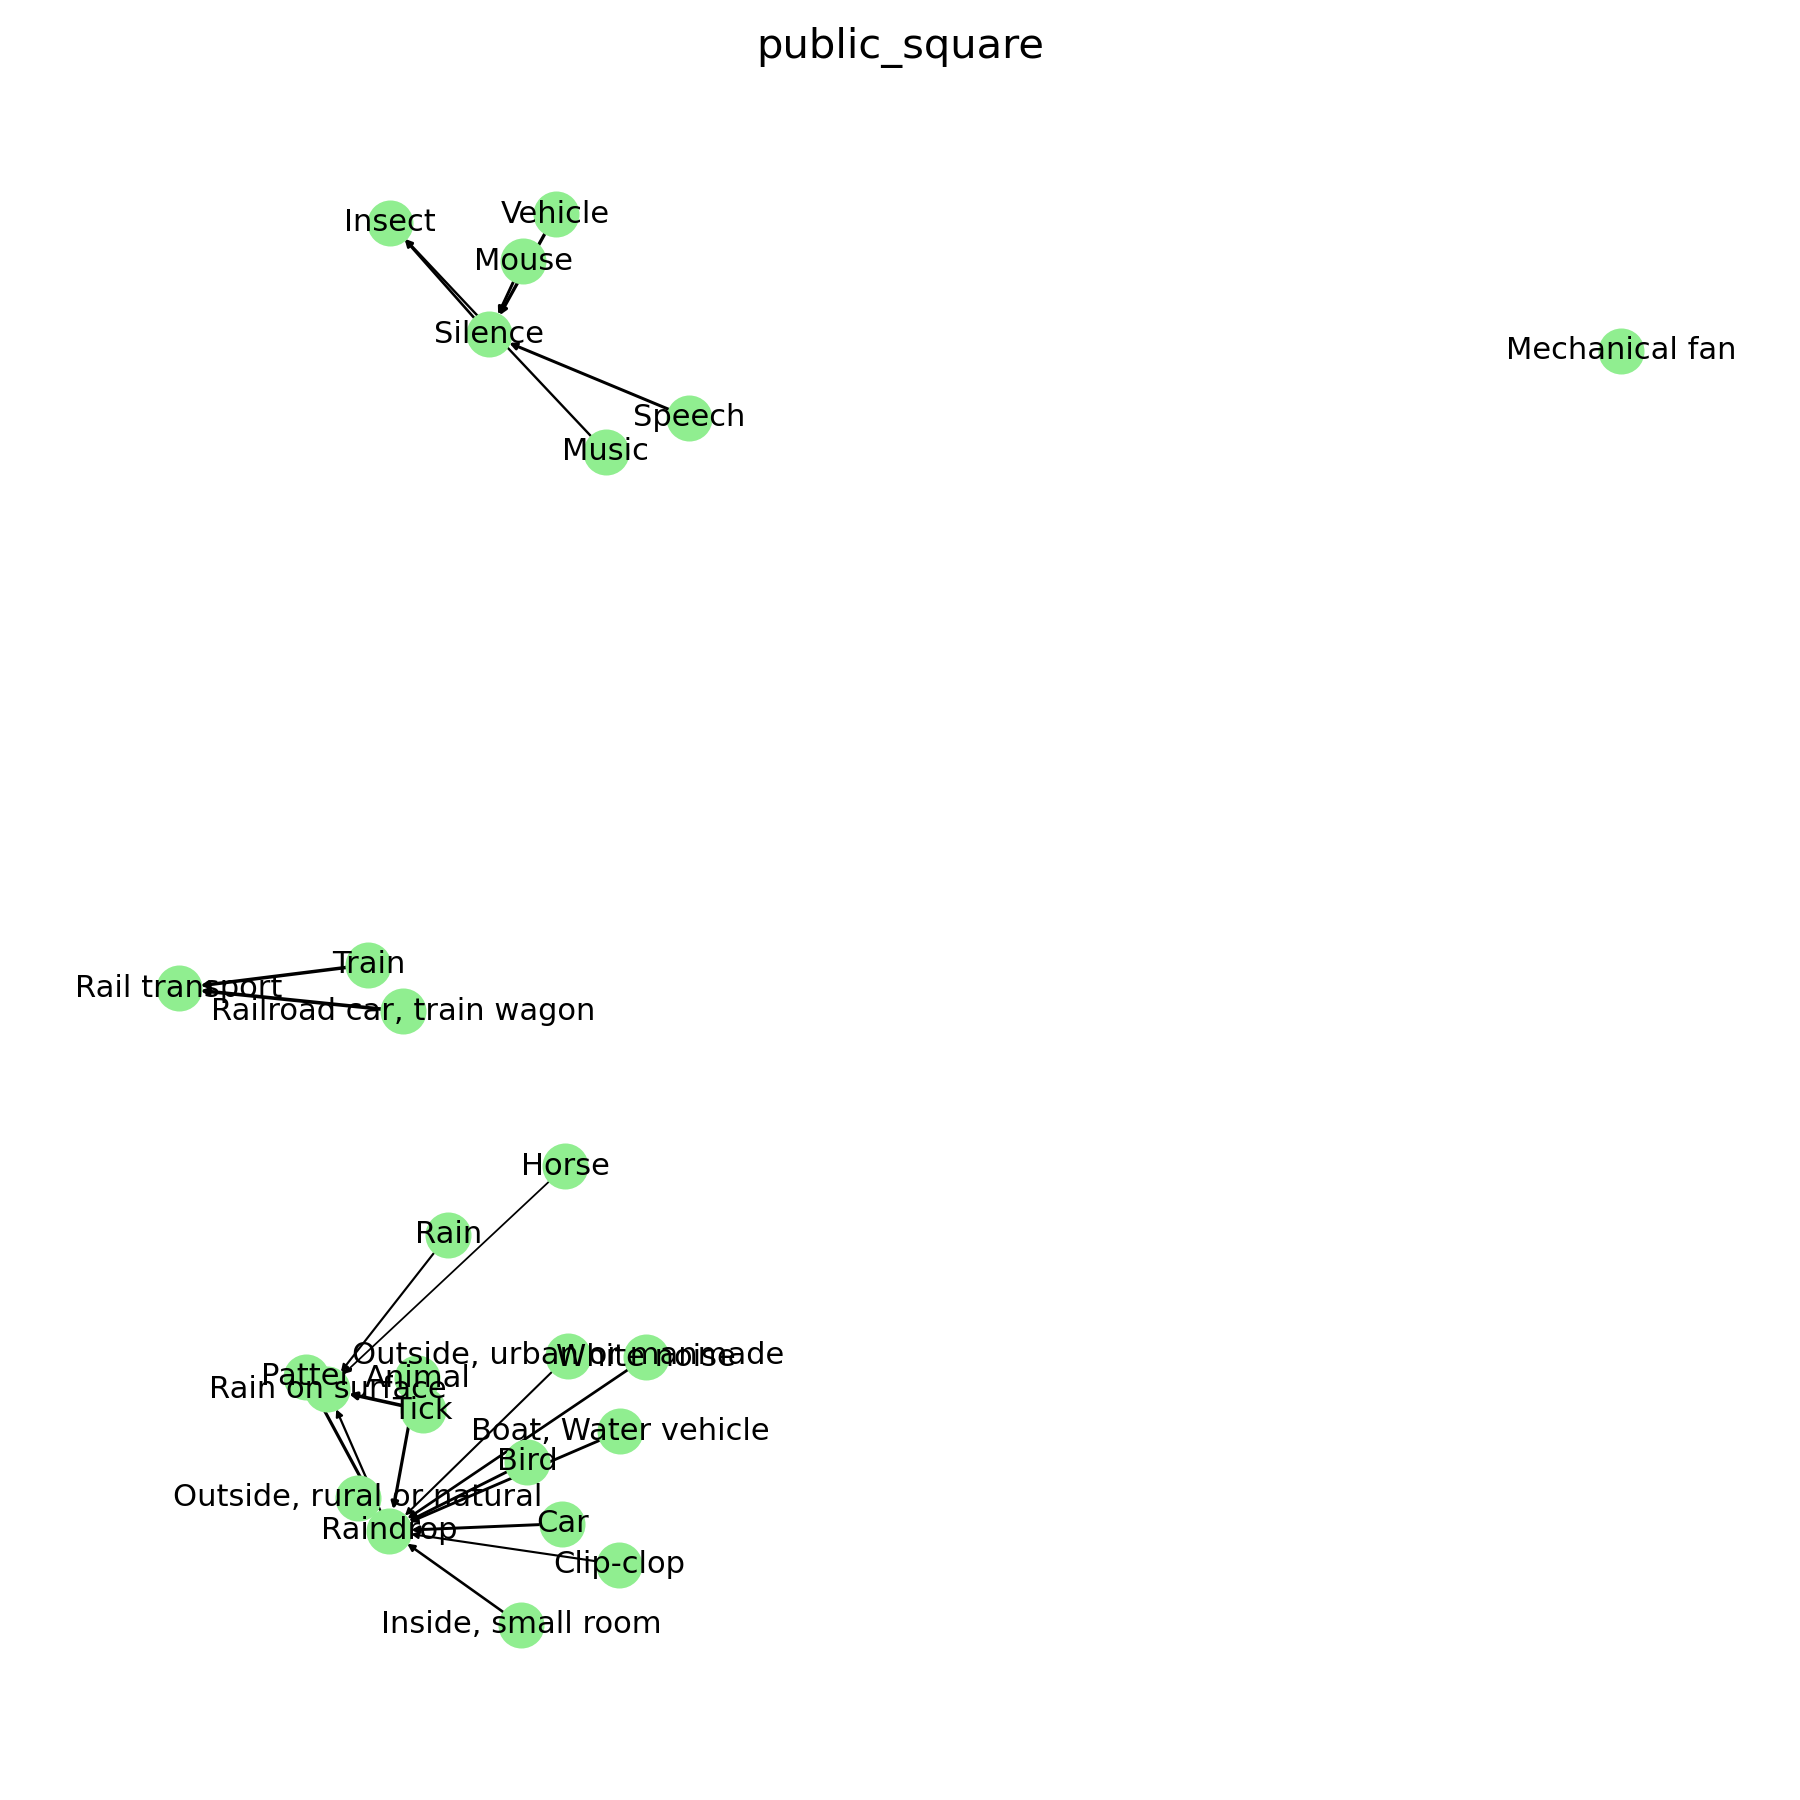 public_square
Insect
Vehicle
Mouse
Silence
Mechanical fan
Speech
Music
Train
Rail transport
Railroad car, train wagon
Horse
Rain
Outside, urban or manmade
White noise
Patter
Animal
Rain on surface
Tick
Boat, Water vehicle
Bird
Outside, rural or natural
Raindrop
Car
Clip-clop
Inside, small room